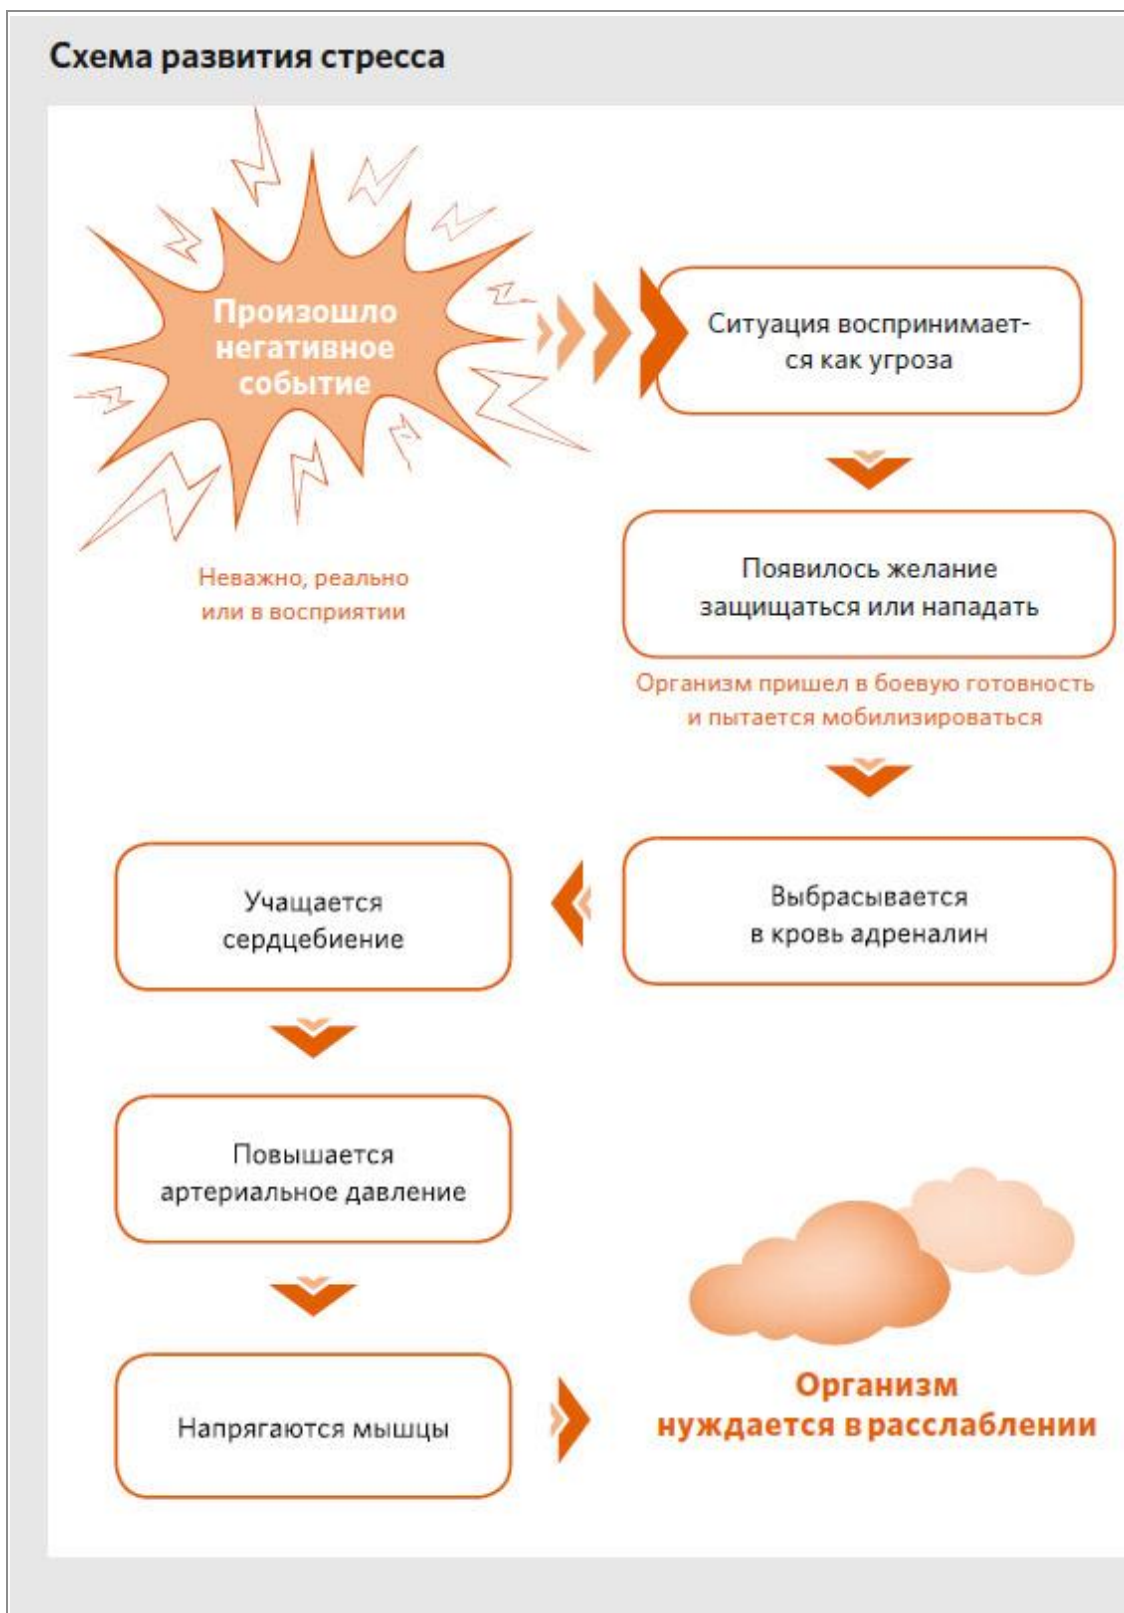 Схема развития стресса
Произошло
негативное
событие
Неважно, реально
или в восприятии
Ситуация воспринимает-
ся как угроза
Появилось желание
защищаться или нападать
Организм пришел в боевую готовность
и пытается мобилизироваться
Выбрасывается
в кровь адреналин
Учащается
сердцебиение
Повышается
артериальное давление
Напрягаются мышцы
Организм
нуждается в расслаблении